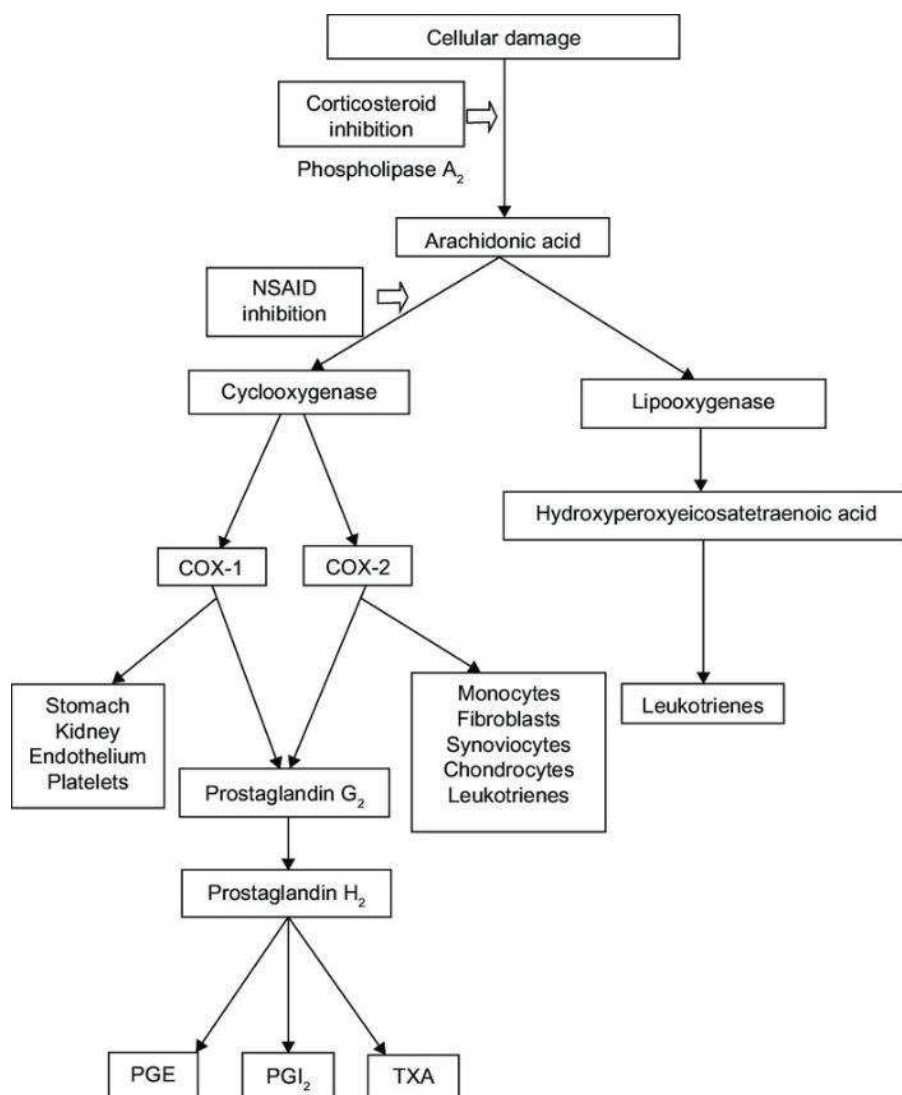 Cellular damage
Corticosteroid
inhibition
Phospholipase A₂
Arachidonic acid
NSAID
inhibition
Cyclooxygenase
Lipooxygenase
Hydroxyperoxyeicosatetraenoic acid
COX-1
COX-2
Stomach
Kidney
Endothelium
Platelets
Monocytes
Fibroblasts
Synoviocytes
Chondrocytes
Leukotrienes
Leukotrienes
Prostaglandin G₂
Prostaglandin H₂
PGE
PGI₂
TXA